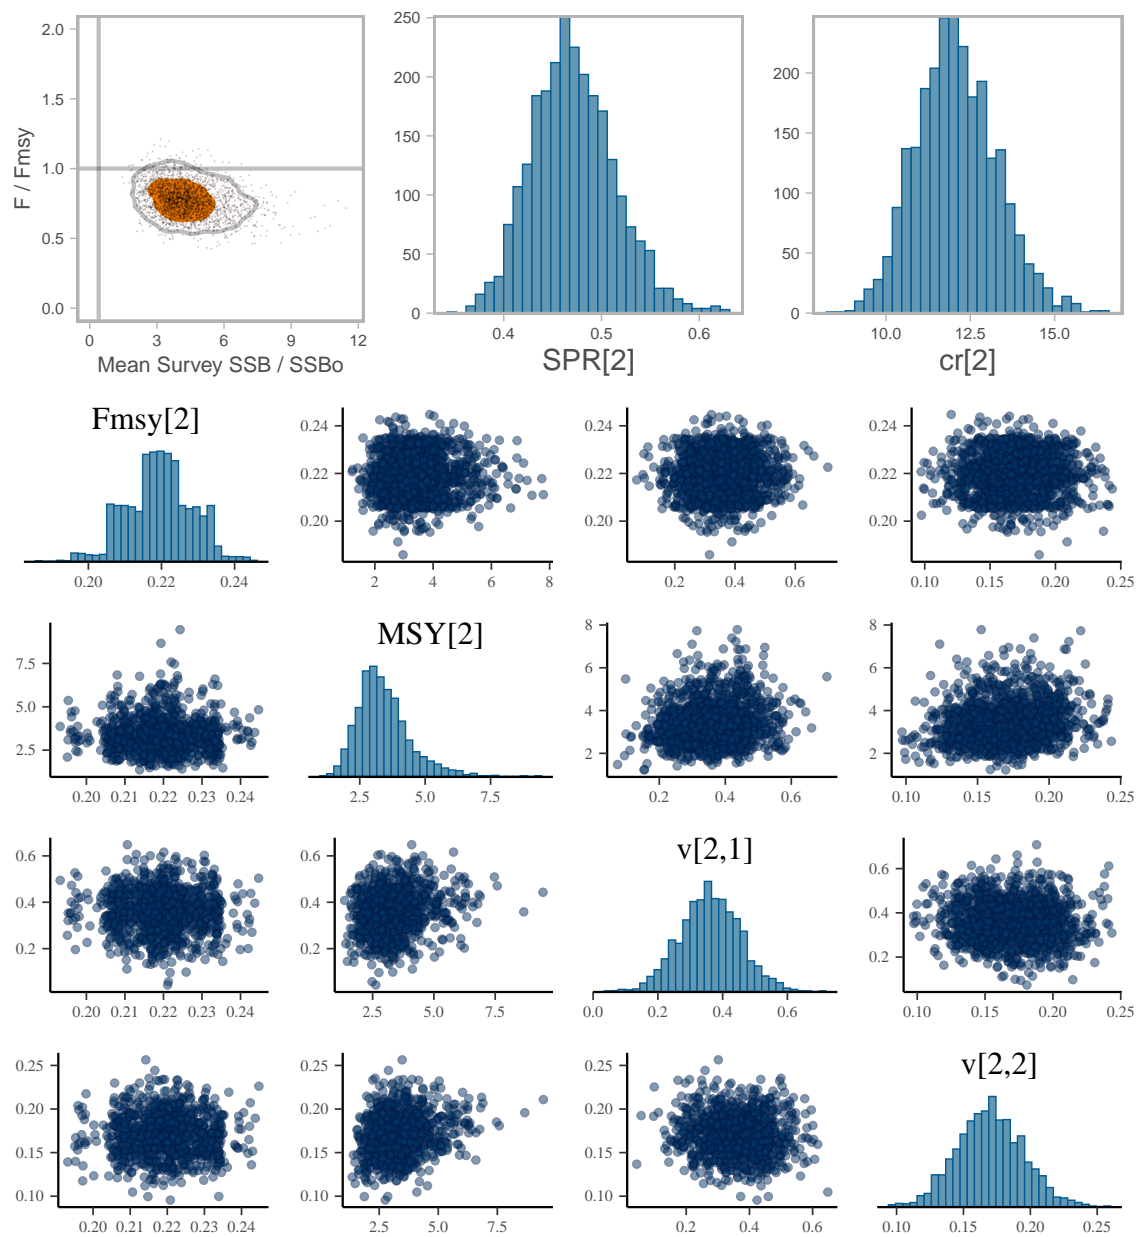 2.0
1.5
1.0
0.5
0.0
F / Fmsy
0 3 6 9 12
Mean Survey SSB / SSBo
250
200
150
100
50
0
0.4 0.5 0.6
SPR[2]
200
150
100
50
0
10.0 12.5 15.0
cr[2]
Fmsy[2]
0.20 0.22 0.24
0.24
0.22
0.20
2 4 6 8
0.24
0.22
0.20
0.2 0.4 0.6
0.24
0.22
0.20
0.10 0.15 0.20 0.25
7.5
5.0
2.5
0.20 0.21 0.22 0.23 0.24
MSY[2]
2.5 5.0 7.5
8
6
4
2
0.2 0.4 0.6
8
6
4
2
0.10 0.15 0.20 0.25
0.6
0.4
0.2
0.20 0.21 0.22 0.23 0.24
0.6
0.4
0.2
2.5 5.0 7.5
v[2,1]
0.0 0.2 0.4 0.6
0.6
0.4
0.2
0.10 0.15 0.20 0.25
0.25
0.20
0.15
0.10
0.20 0.21 0.22 0.23 0.24
0.25
0.20
0.15
0.10
2.5 5.0 7.5
0.25
0.20
0.15
0.10
0.2 0.4 0.6
v[2,2]
0.10 0.15 0.20 0.25